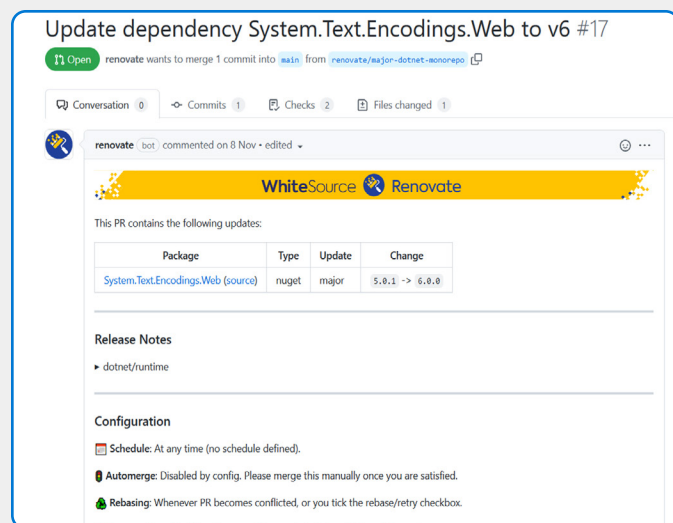 Update dependency System.Text.Encodings.Web to v6 #17
Open renovate wants to merge 1 commit into main from renovate/major-dotnet-monorepo
Conversation 0 Commits 1 Checks 2 Files changed 1
renovate bot commented on 8 Nov • edited
WhiteSource Renovate
This PR contains the following updates:
Package Type Update Change
System.Text.Encodings.Web (source) nuget major 5.0.1 -> 6.0.0
Release Notes
dotnet/runtime
Configuration
Schedule: At any time (no schedule defined).
Automerge: Disabled by config. Please merge this manually once you are satisfied.
Rebasing: Whenever PR becomes conflicted, or you tick the rebase/retry checkbox.